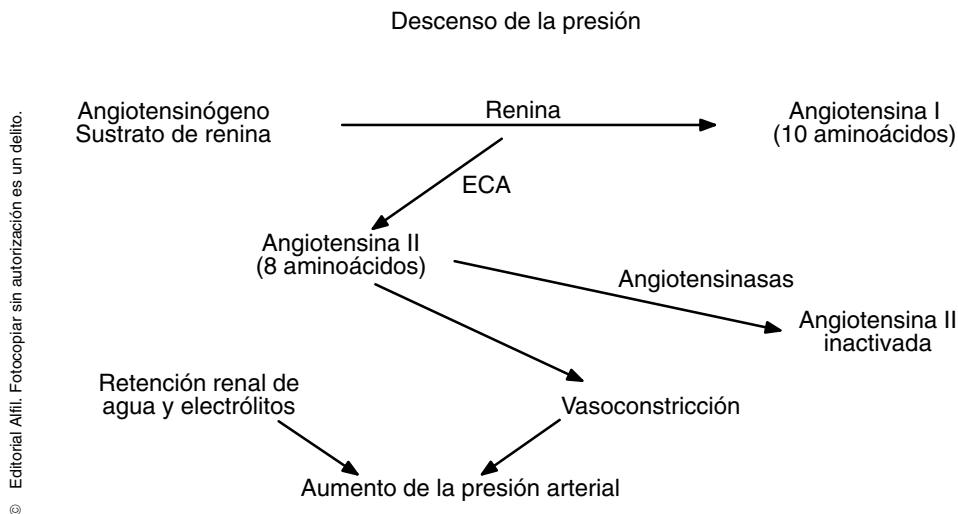 Descenso de la presión
Angiotensinógeno
Sustrato de renina
Renina
Angiotensina I
(10 aminoácidos)
ECA
Angiotensina II
(8 aminoácidos)
Angiotensinasas
Angiotensina II
inactivada
Retención renal de
agua y electrólitos
Vasoconstricción
Aumento de la presión arterial
© Editorial Alfil. Fotocopiar sin autorización es un delito.